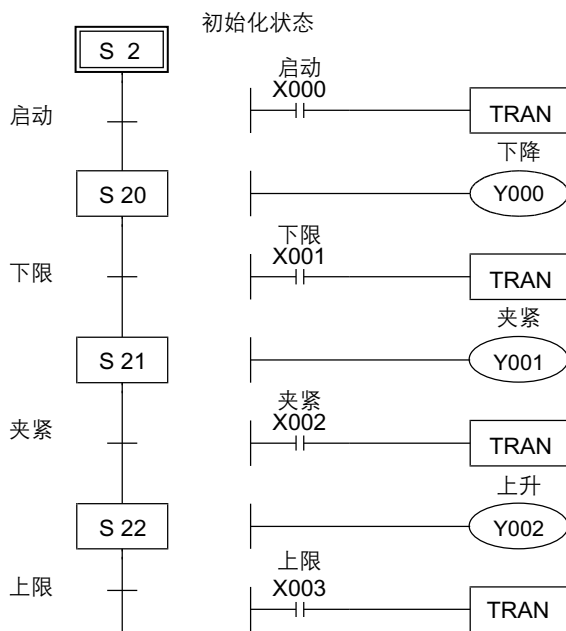 初始化状态
S 2
启动
启动
X000
TRAN
下降
S 20
Y000
下限
下限
X001
TRAN
夹紧
S 21
Y001
夹紧
夹紧
X002
TRAN
上升
S 22
Y002
上限
上限
X003
TRAN